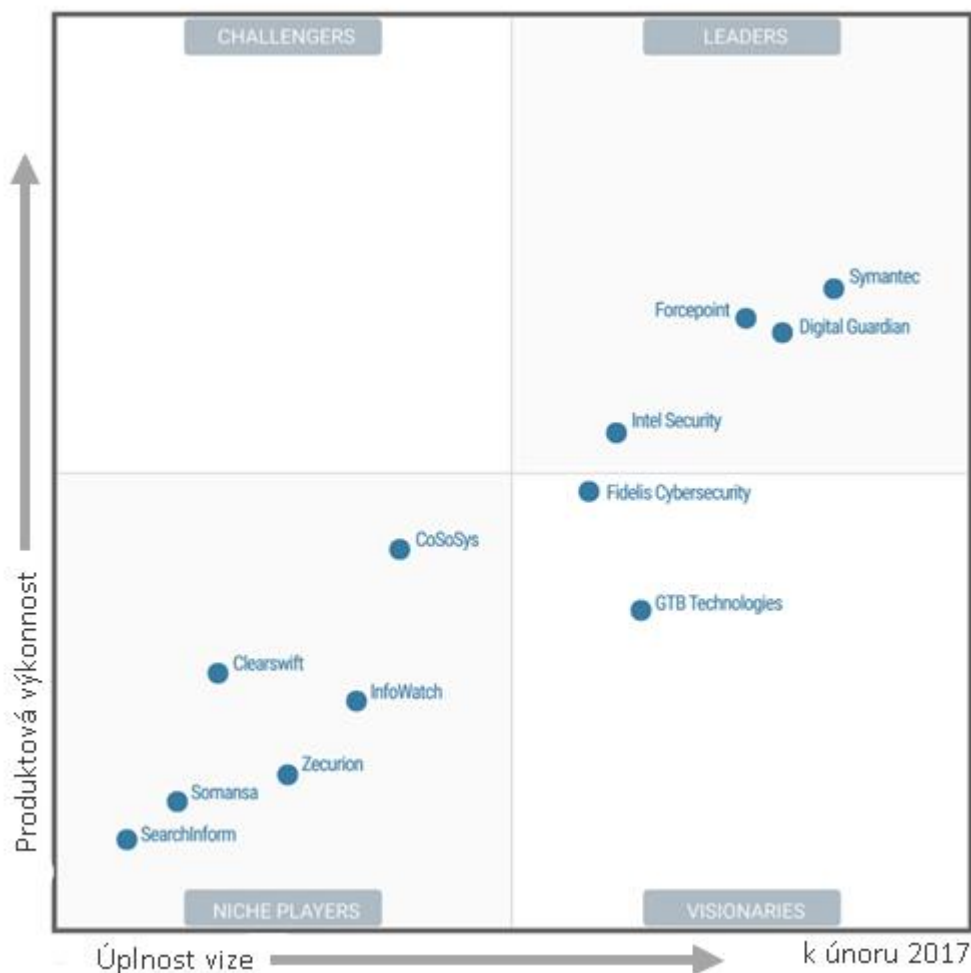 CHALLENGERS
LEADERS
Symantec
Forcepoint
Digital Guardian
Intel Security
Fidelis Cybersecurity
CoSoSys
GTB Technologies
Clearswift
InfoWatch
Zecurion
Somansa
SearchInform
NICHE PLAYERS
VISIONARIES
Produktová výkonnost
Úplnost vize
k únoru 2017